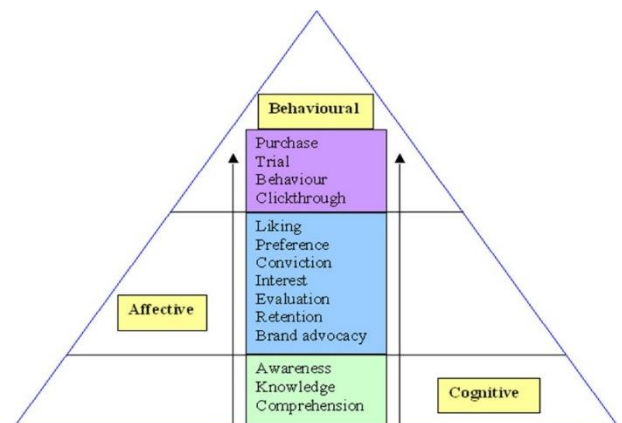 Behavioural
Purchase
Trial
Behaviour
Clickthrough
Liking
Preference
Conviction
Interest
Evaluation
Retention
Brand advocacy
Affective
Awareness
Knowledge
Comprehension
Cognitive